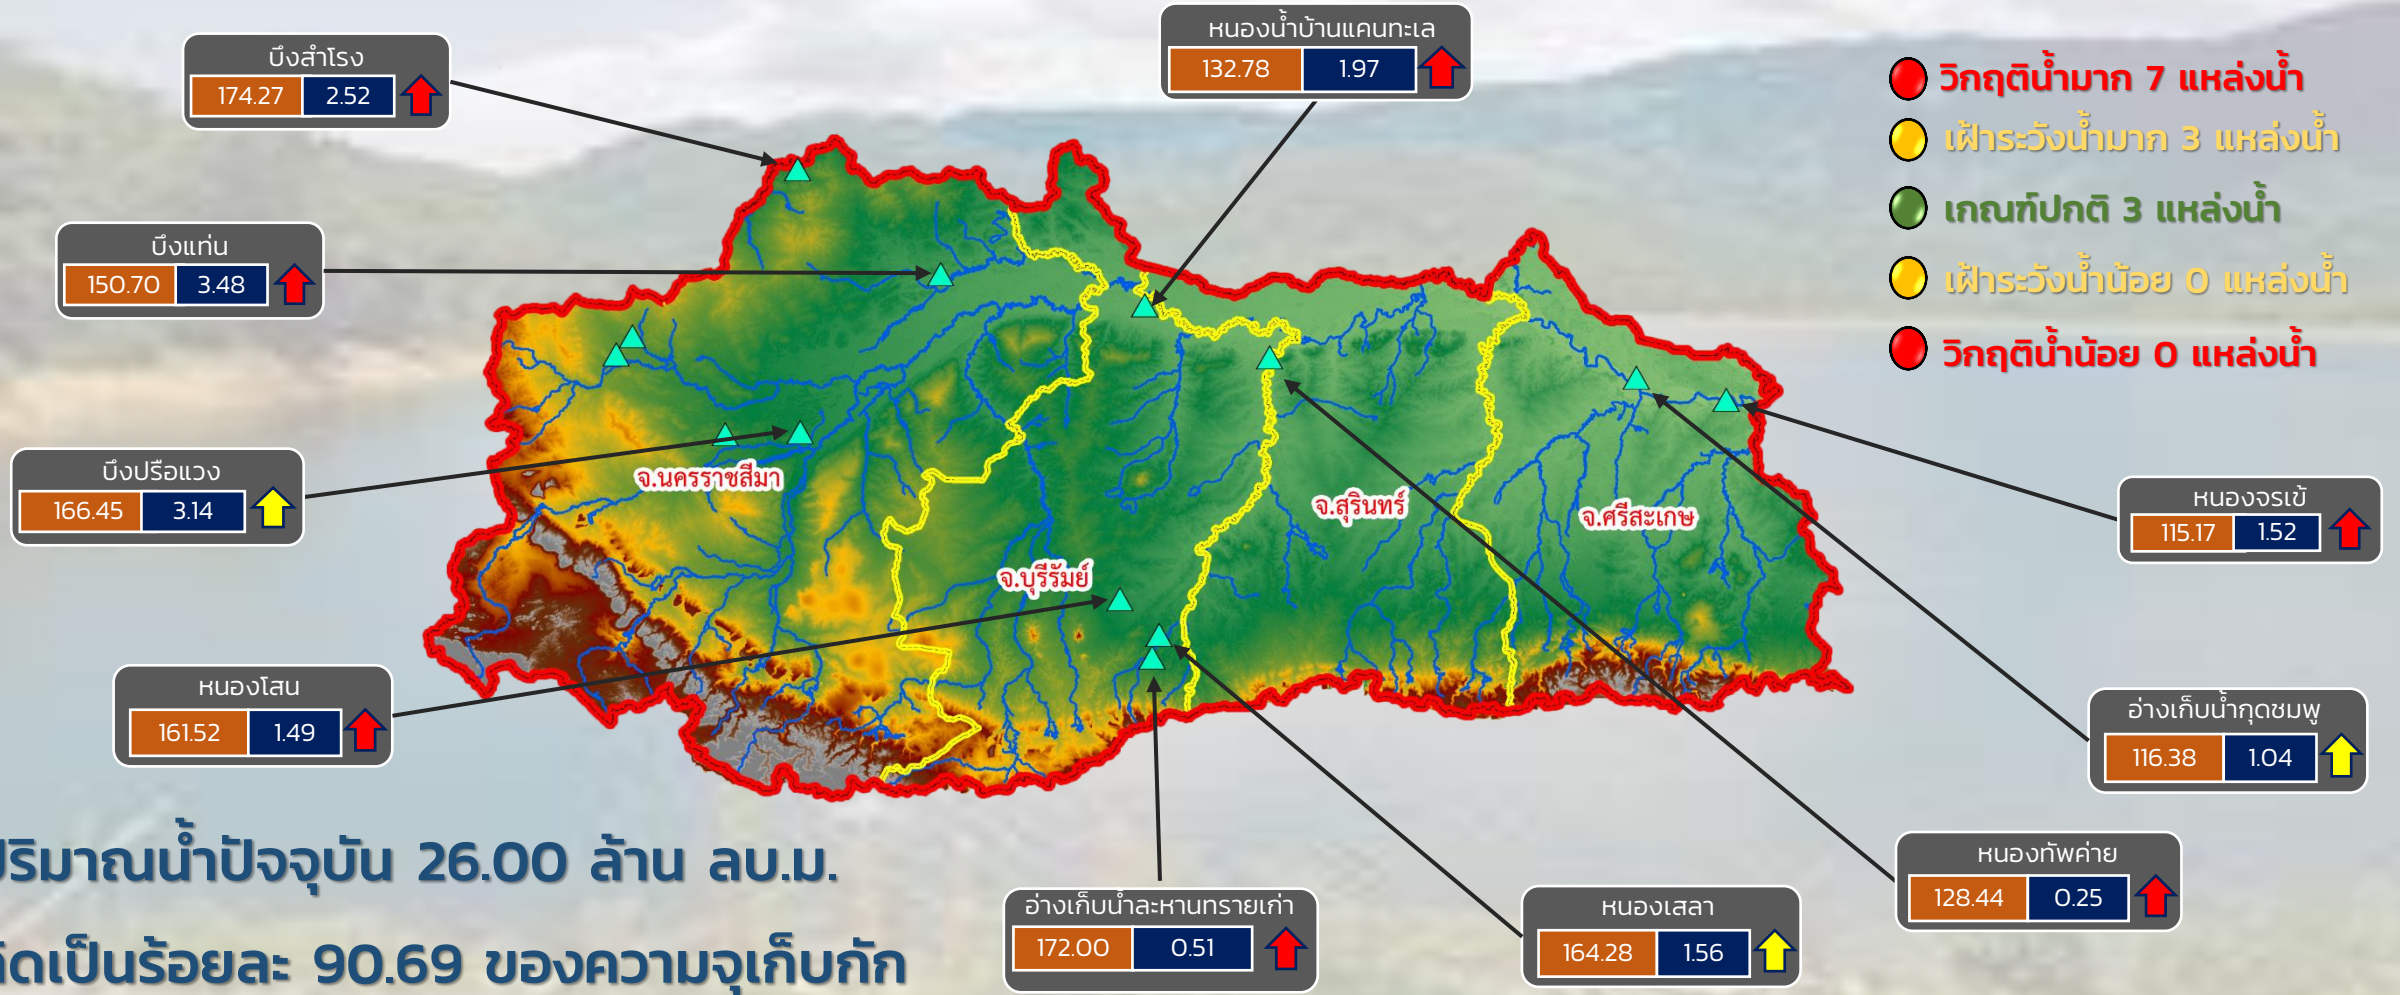 บึงสำโรง
174.27 2.52
หนองน้ำบ้านแคนทะเล
132.78 1.97
วิกฤติน้ำมาก 7 แหล่งน้ำ
เฝ้าระวังน้ำมาก 3 แหล่งน้ำ
เกณฑ์ปกติ 3 แหล่งน้ำ
เฝ้าระวังน้ำน้อย 0 แหล่งน้ำ
วิกฤติน้ำน้อย 0 แหล่งน้ำ
บึงแท่น
150.70 3.48
บึงปรือแวง
166.45 3.14
จ.นครราชสีมา
จ.บุรีรัมย์
จ.สุรินทร์
จ.ศรีสะเกษ
หนองจรเข้
115.17 1.52
หนองโสน
161.52 1.49
อ่างเก็บน้ำกุดชมพู
116.38 1.04
หนองทัพค่าย
128.44 0.25
อ่างเก็บน้ำละหานทรายเก่า
172.00 0.51
หนองเสลา
164.28 1.56
ปริมาณน้ำปัจจุบัน 26.00 ล้าน ลบ.ม.
คิดเป็นร้อยละ 90.69 ของความจุเก็บกัก